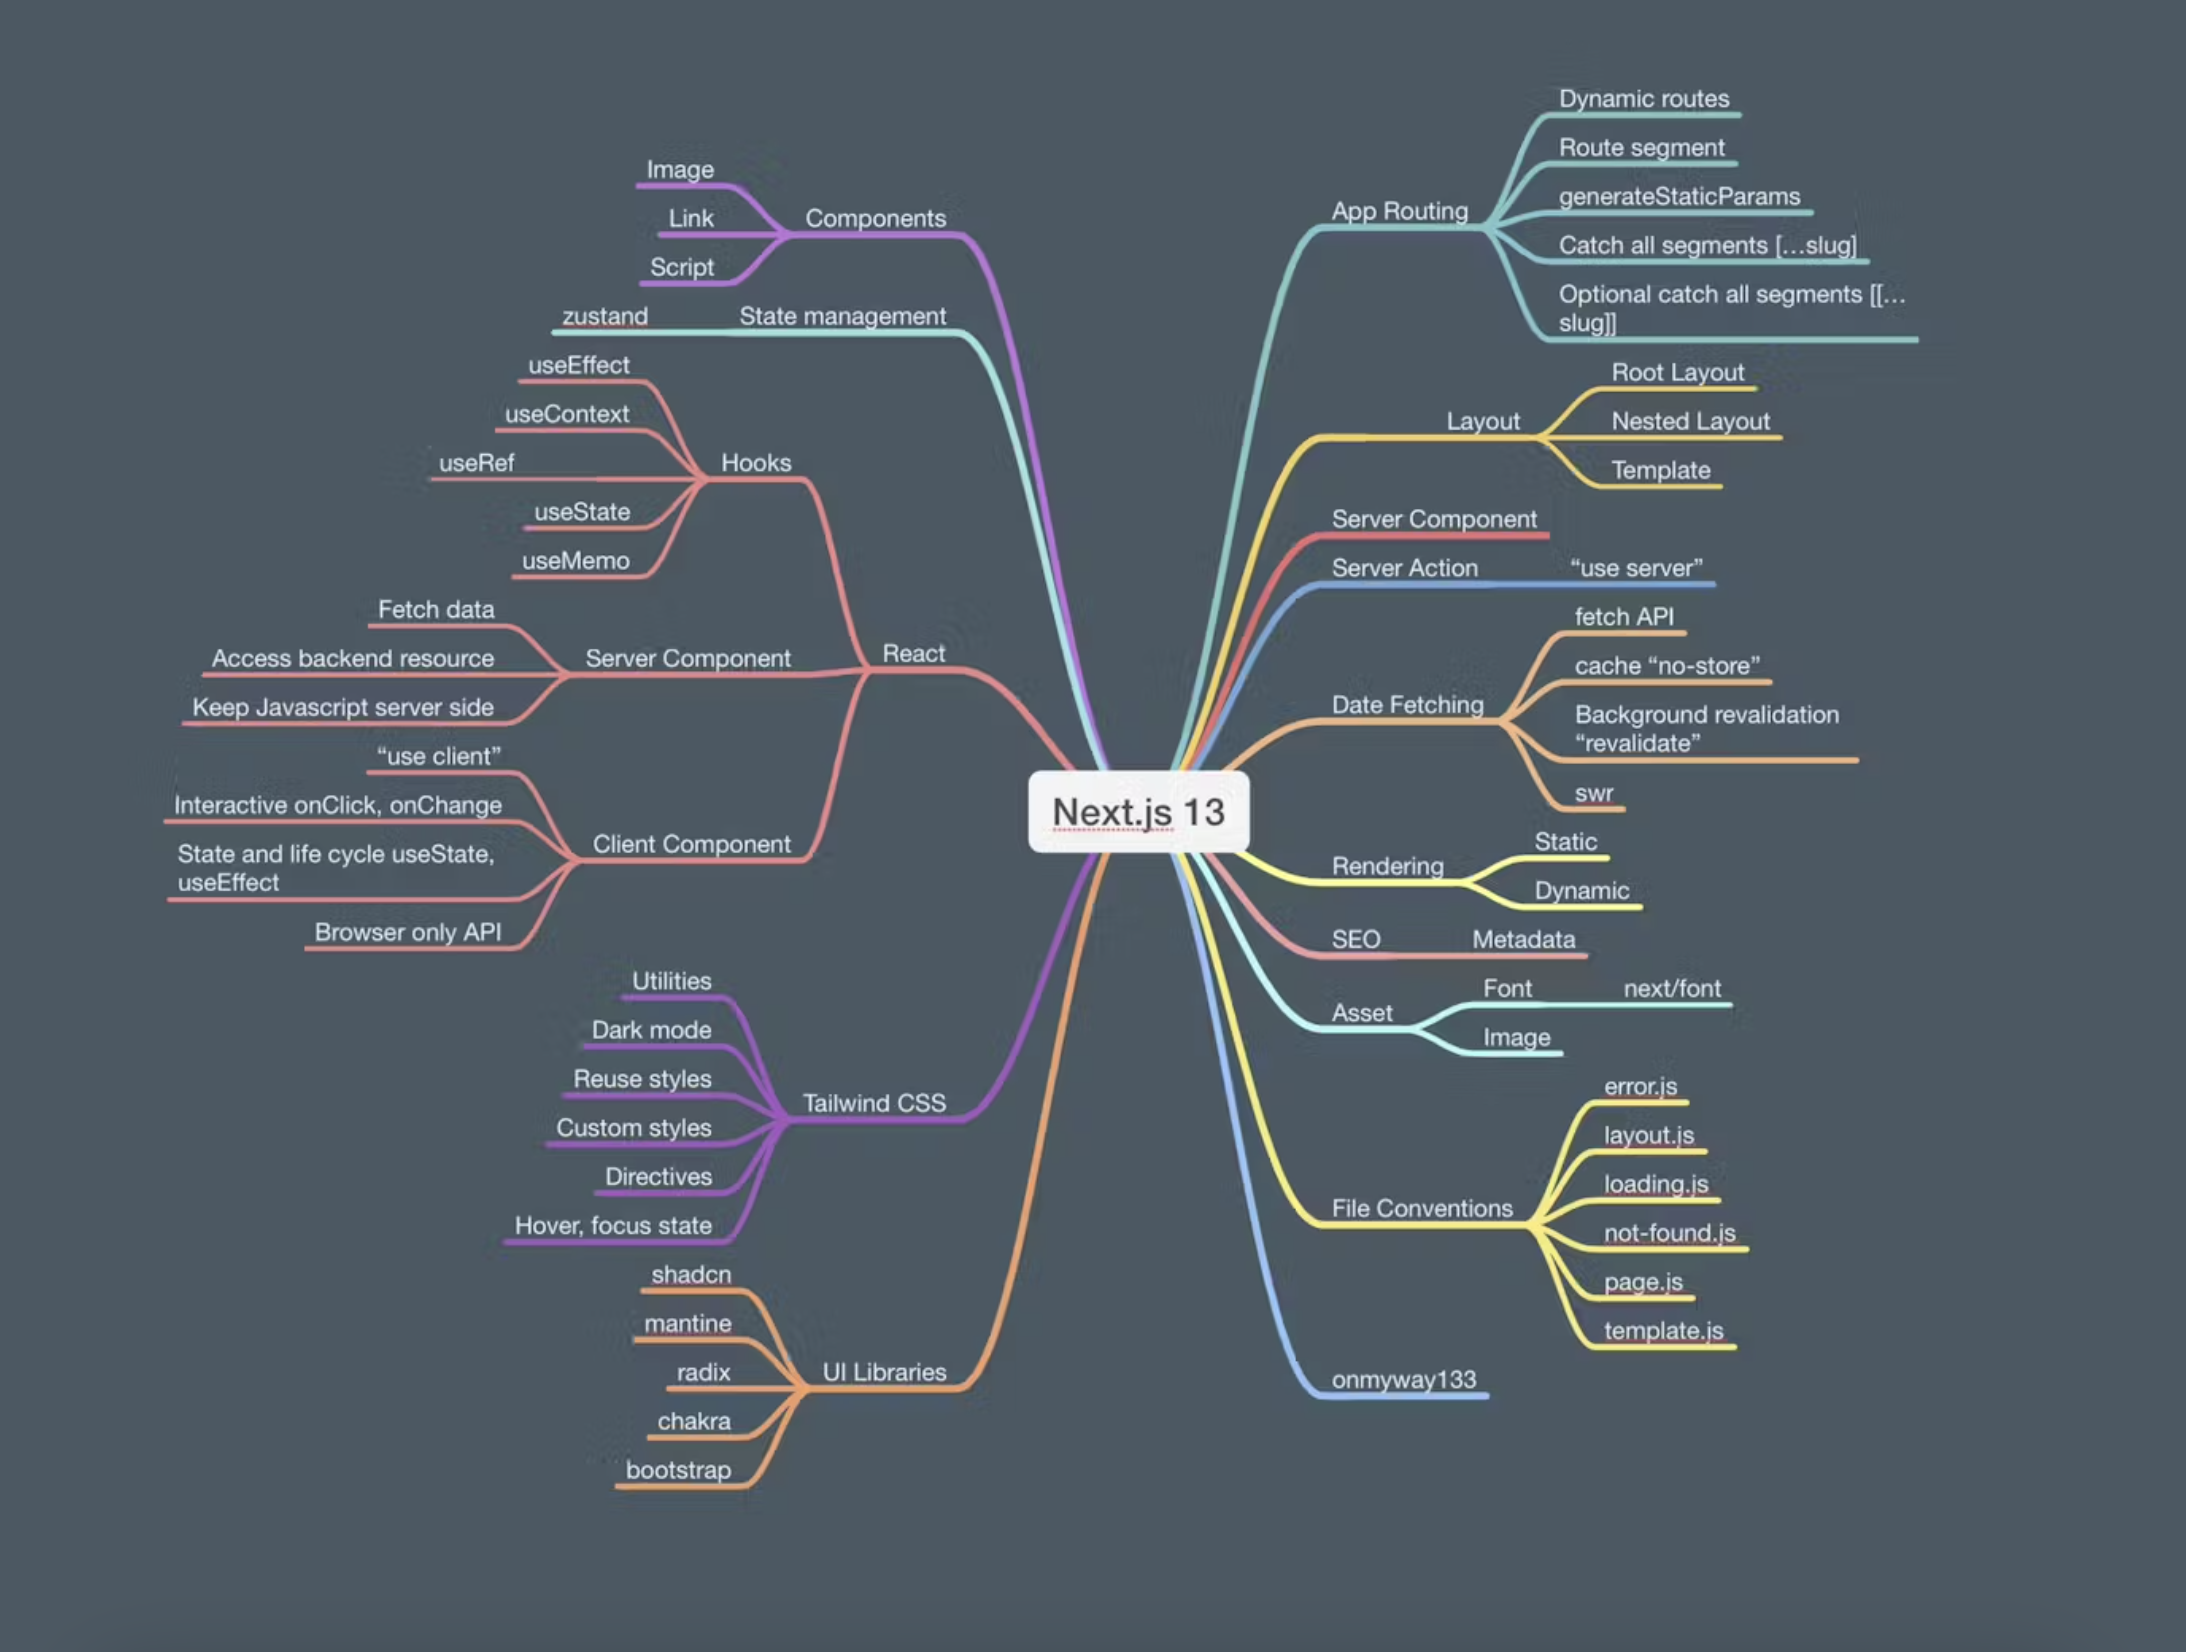 Next.js 13
Components
Image
Link
Script
State management
zustand
React
Hooks
useEffect
useContext
useRef
useState
useMemo
Server Component
Fetch data
Access backend resource
Keep Javascript server side
Client Component
“use client”
Interactive onClick, onChange
State and life cycle useState,
useEffect
Browser only API
Tailwind CSS
Utilities
Dark mode
Reuse styles
Custom styles
Directives
Hover, focus state
UI Libraries
shadcn
mantine
radix
chakra
bootstrap
App Routing
Dynamic routes
Route segment
generateStaticParams
Catch all segments […slug]
Optional catch all segments [[…
slug]]
Layout
Root Layout
Nested Layout
Template
Server Component
Server Action
“use server”
Date Fetching
fetch API
cache “no-store”
Background revalidation
“revalidate”
swr
Rendering
Static
Dynamic
SEO
Metadata
Asset
Font
next/font
Image
File Conventions
error.js
layout.js
loading.js
not-found.js
page.js
template.js
onmyway133